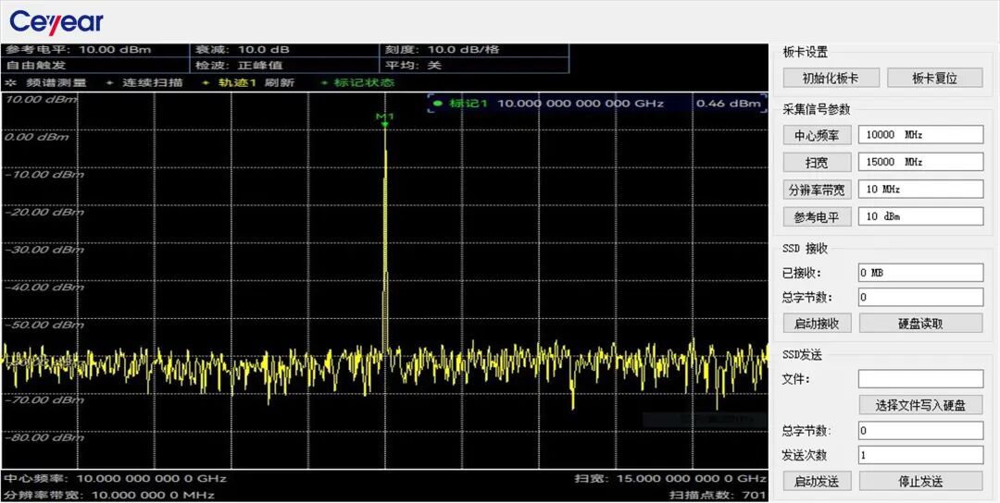 Ceyear
参考电平: 10.00 dBm 衰减: 10.0 dB 刻度: 10.0 dB/格
自由触发 检波: 正峰值 平均: 关
频谱测量 连续扫描 轨迹1 刷新 标记状态
10.00 dBm
标记1 10.000 000 000 000 GHz 0.46 dBm
M1
0.00 dBm
-10.00 dBm
-20.00 dBm
-30.00 dBm
-40.00 dBm
-50.00 dBm
-70.00 dBm
-80.00 dBm
中心频率: 10.000 000 000 0 GHz 扫宽: 15.000 000 000 0 GHz
分辨率带宽: 10.000 000 0 MHz 扫描点数: 701
板卡设置
初始化板卡 板卡复位
采集信号参数
中心频率 10000 MHz
扫宽 15000 MHz
分辨率带宽 10 MHz
参考电平 10 dBm
SSD 接收
已接收: 0 MB
总字节数: 0
启动接收 硬盘读取
SSD发送
文件:
选择文件写入硬盘
总字节数: 0
发送次数 1
启动发送 停止发送